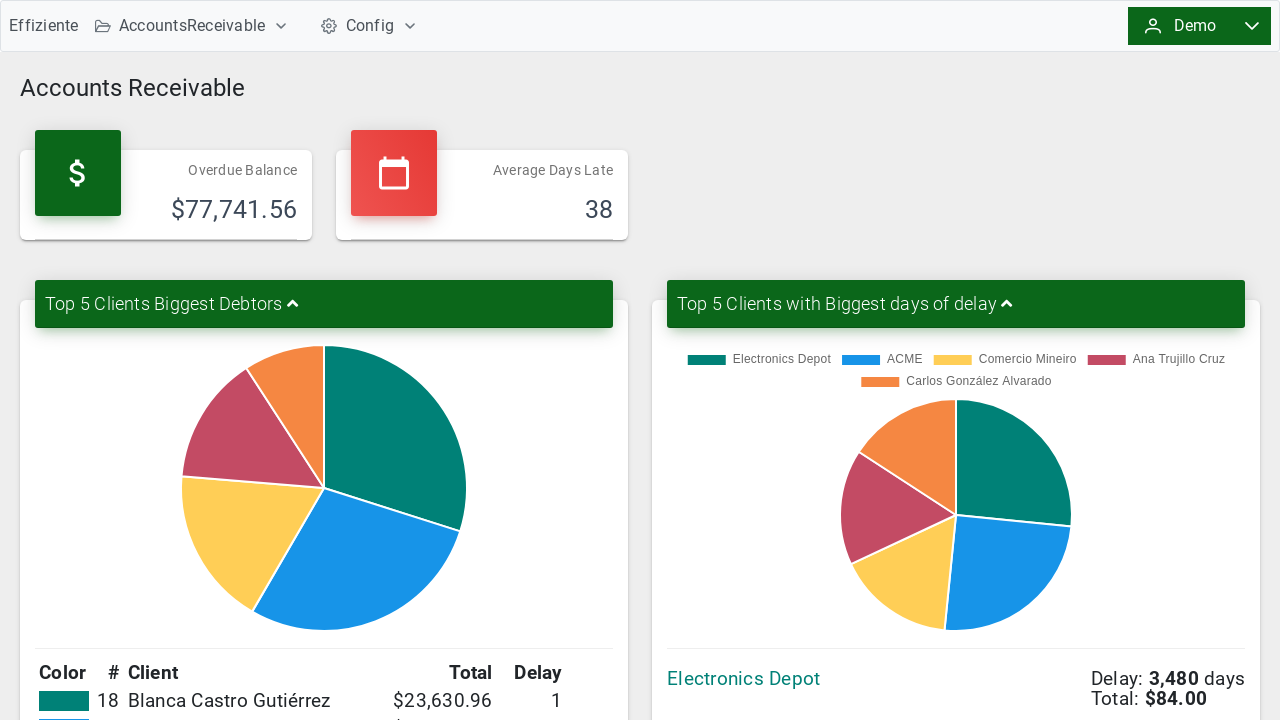 Effiziente AccountsReceivable Config Demo
Accounts Receivable
Overdue Balance
$77,741.56
Average Days Late
38
Top 5 Clients Biggest Debtors
Color # Client Total Delay
18 Blanca Castro Gutiérrez $23,630.96 1
Top 5 Clients with Biggest days of delay
Electronics Depot ACME Comercio Mineiro Ana Trujillo Cruz
Carlos González Alvarado
Electronics Depot Delay: 3,480 days
Total: $84.00